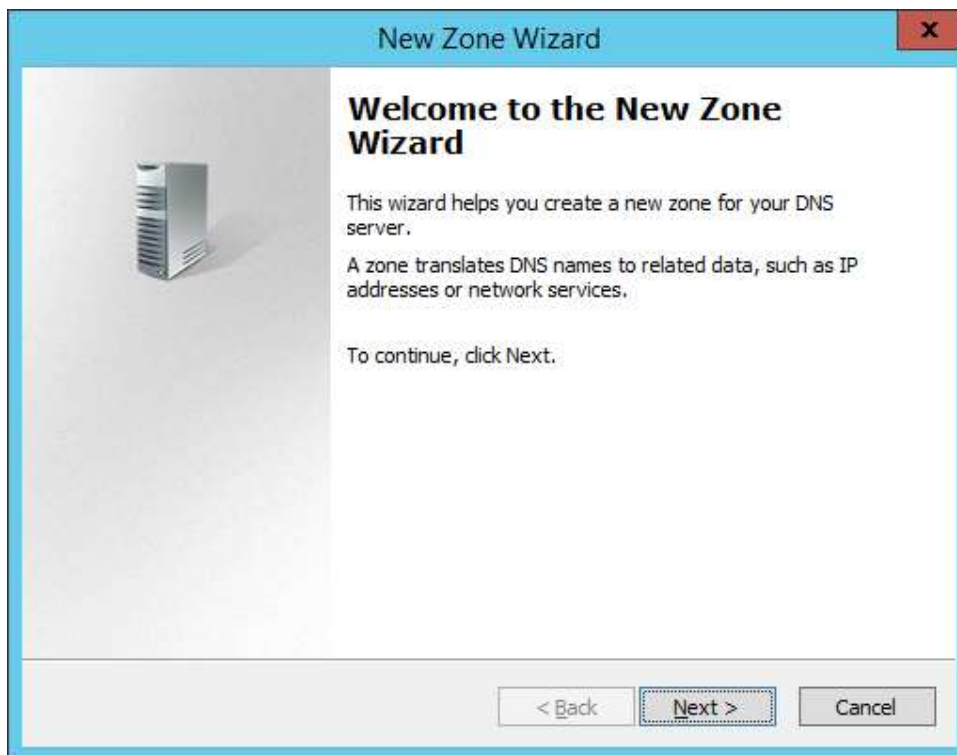 New Zone Wizard
x
Welcome to the New Zone
Wizard
This wizard helps you create a new zone for your DNS
server.
A zone translates DNS names to related data, such as IP
addresses or network services.
To continue, click Next.
< Back
Next >
Cancel